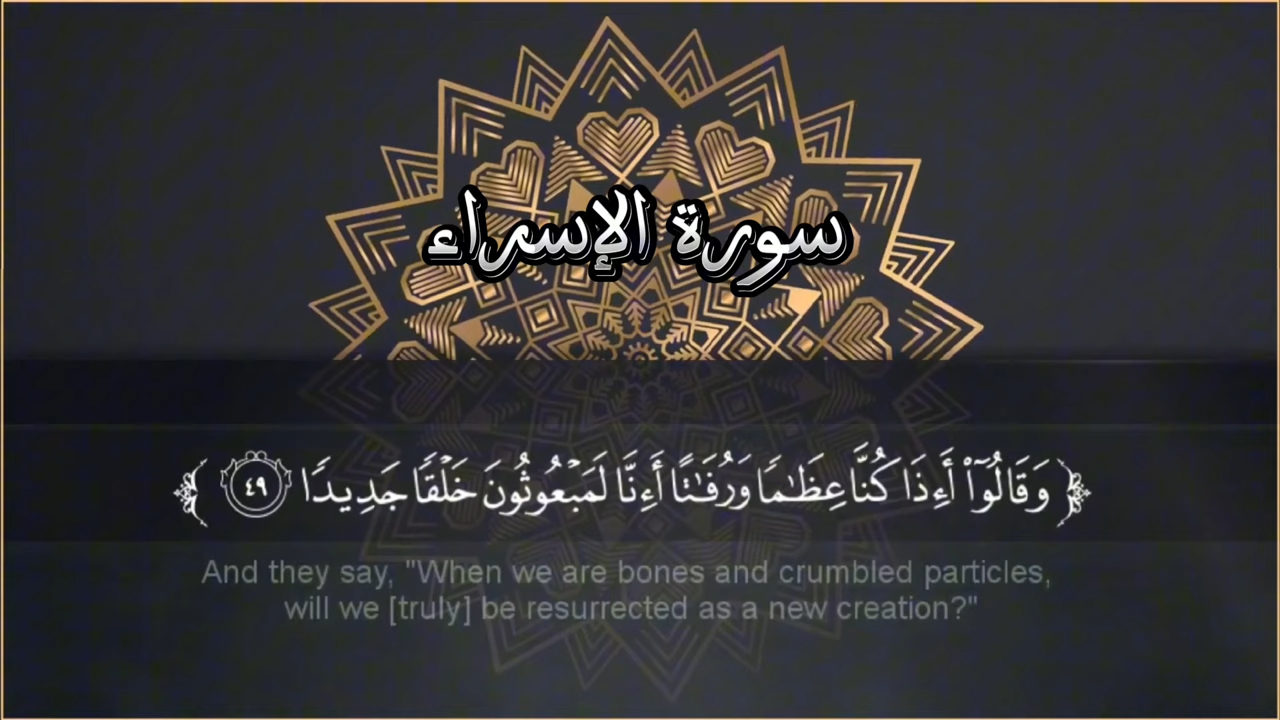 سورة الإسراء
وَقَالُوٓا۟ أَءِذَا كُنَّا عِظَـٰمًا وَرُفَـٰتًا أَءِنَّا لَمَبْعُوثُونَ خَلْقًا جَدِيدًا ٤٩
And they say, "When we are bones and crumbled particles,
will we [truly] be resurrected as a new creation?"